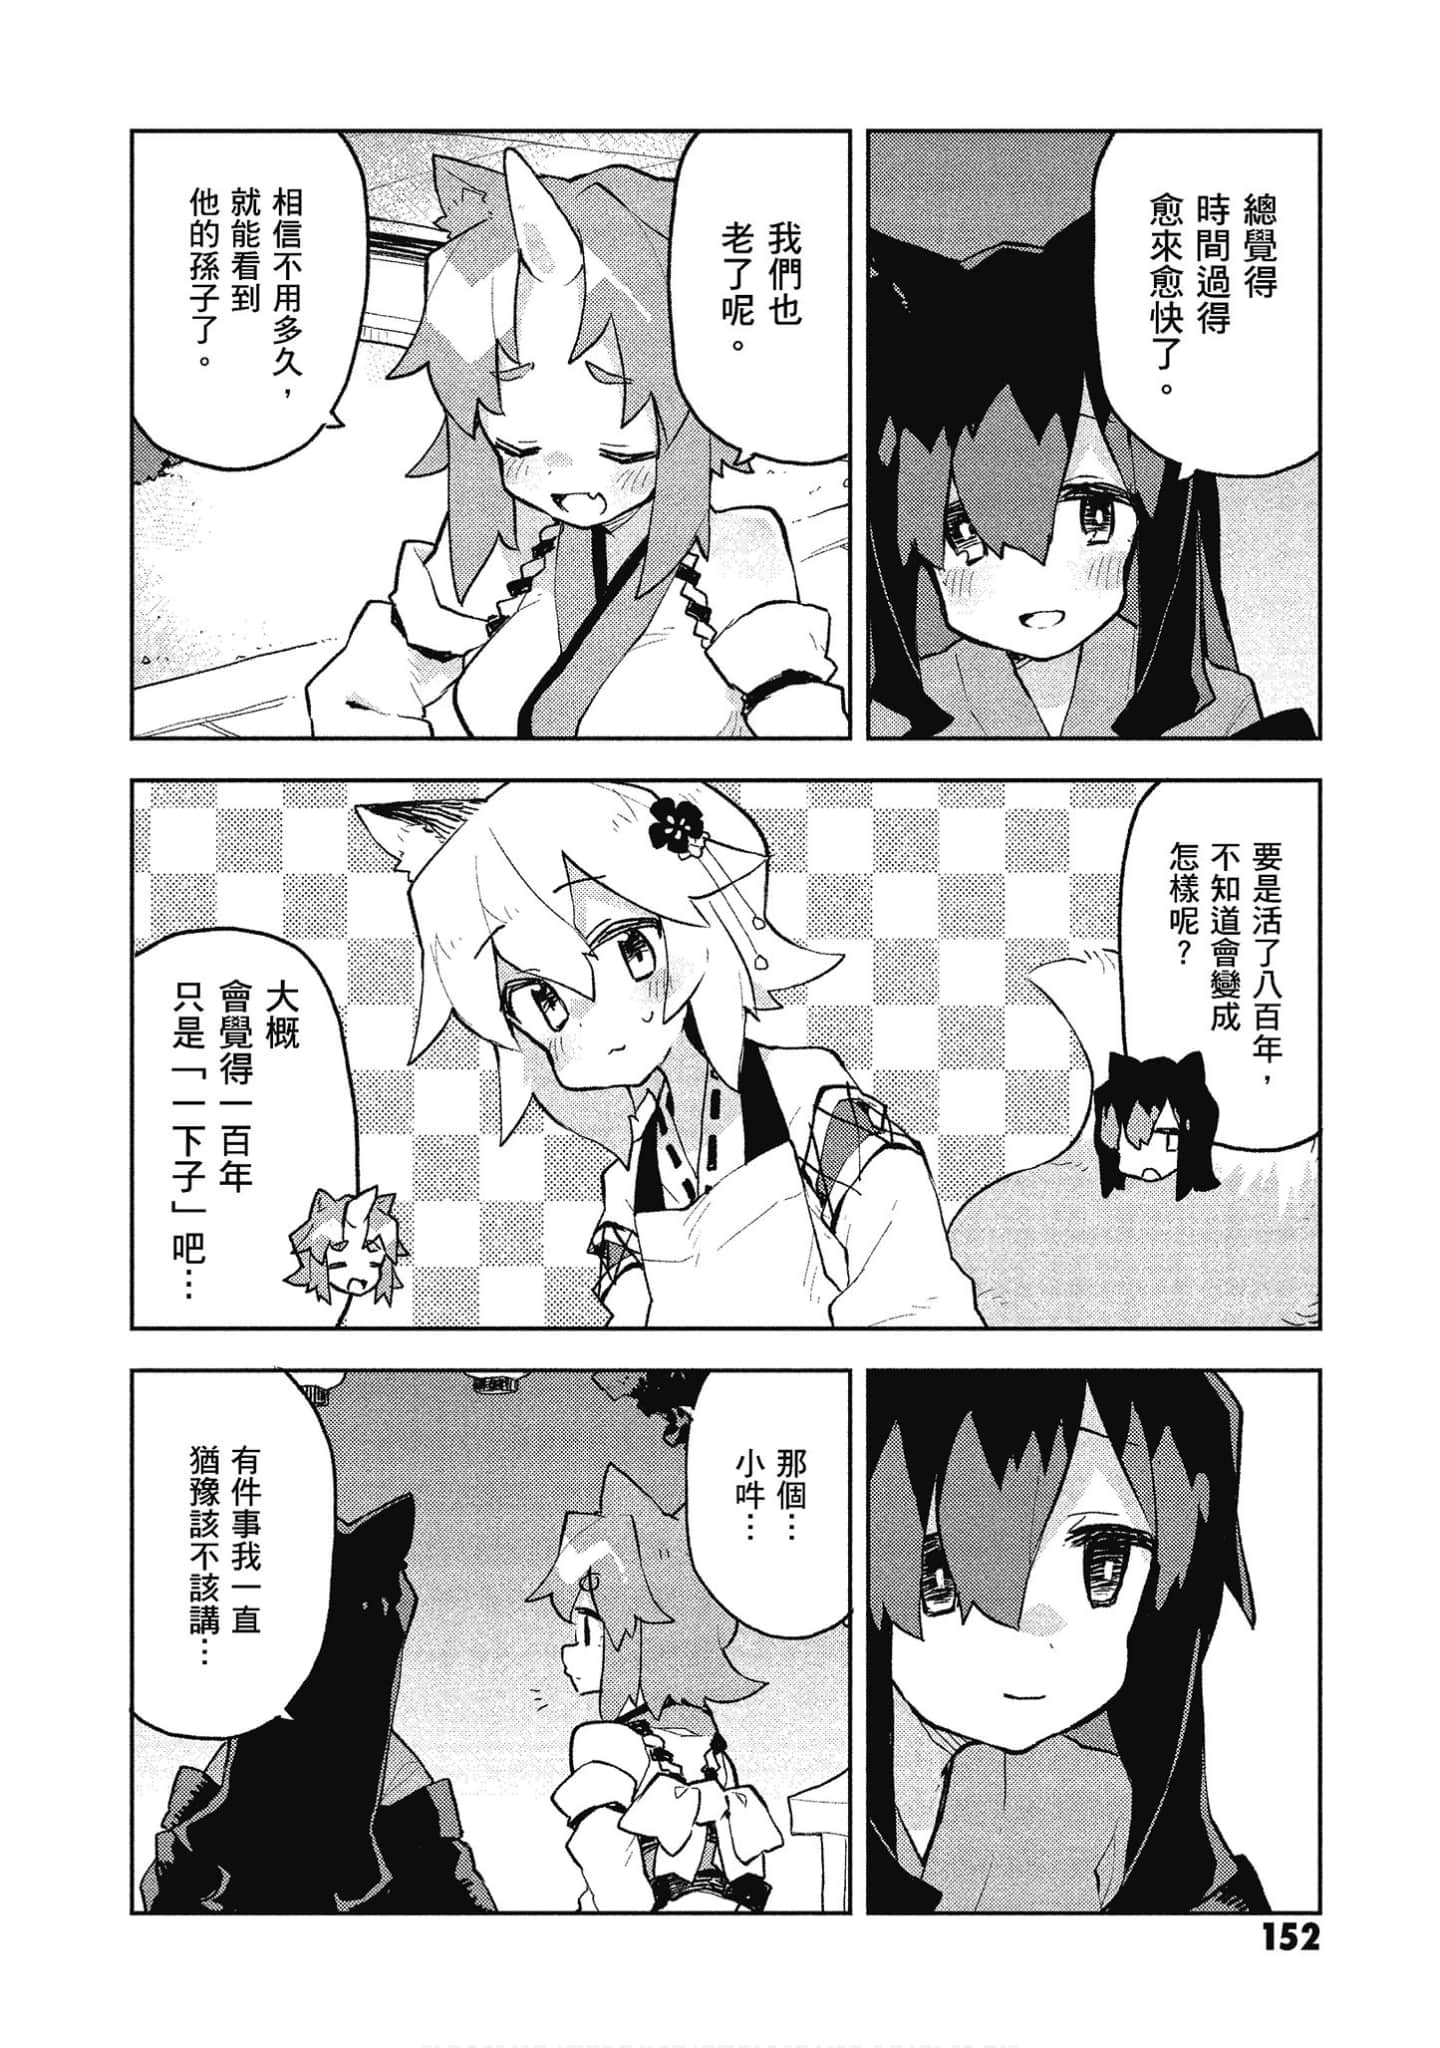 總覺得
時間過得
愈來愈快了。
我們也
老了呢。
相信不用多久，
就能看到
他的孫子了。
要是活了八百年，
不知道會變成
怎樣呢？
大概
會覺得一百年
只是「一下子」吧…
那個…
小吽…
有件事我一直
猶豫該不該講…
152